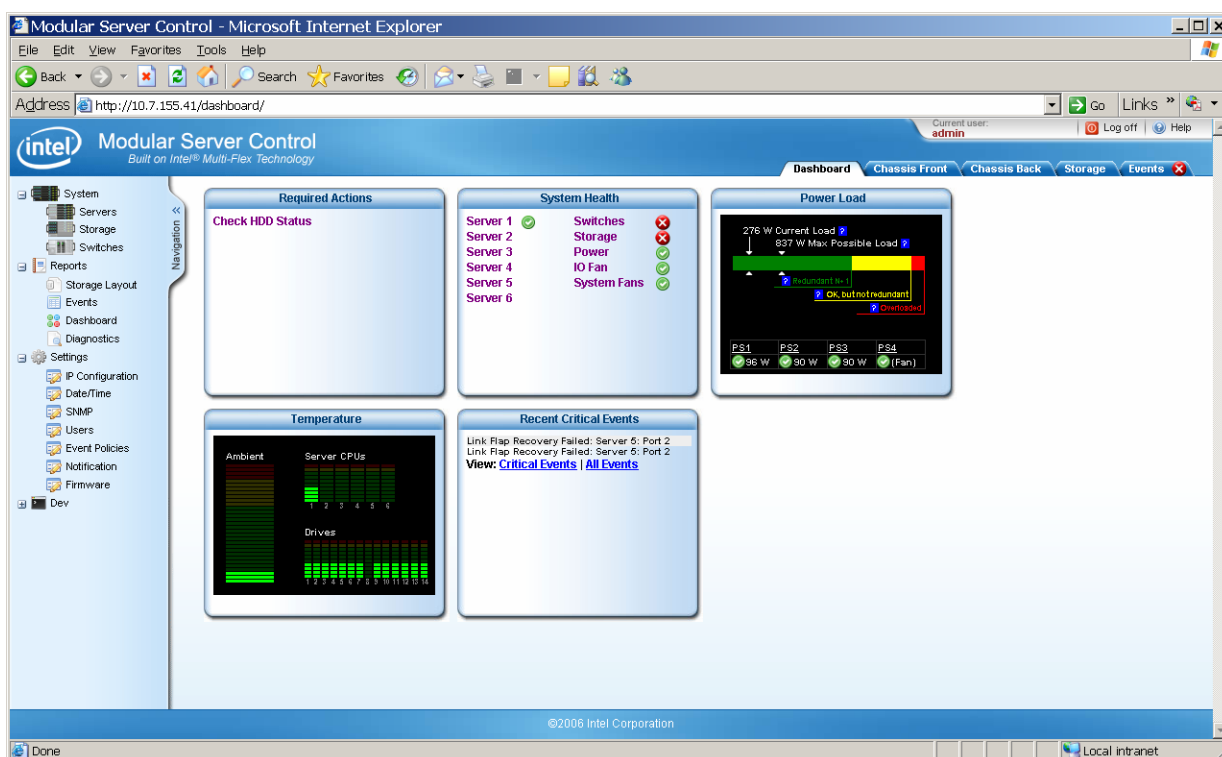 Modular Server Control - Microsoft Internet Explorer
File Edit View Favorites Tools Help
Back Search Favorites
Address http://10.7.155.41/dashboard/ Go Links »
intel Modular Server Control
Built on Intel® Multi-Flex Technology
Current user:
admin
Log off | Help
Dashboard Chassis Front Chassis Back Storage Events
System
Servers
Storage
Switches
Reports
Storage Layout
Events
Dashboard
Diagnostics
Settings
IP Configuration
Date/Time
SNMP
Users
Event Policies
Notification
Firmware
Dev
«
Navigation
Required Actions
Check HDD Status
System Health
Server 1 Switches
Server 2 Storage
Server 3 Power
Server 4 IO Fan
Server 5 System Fans
Server 6
Power Load
276 W Current Load ?
837 W Max Possible Load ?
? Redundant N+1
? OK, but not redundant
? Overloaded
PS1 PS2 PS3 PS4
96 W 90 W 90 W (Fan)
Temperature
Ambient Server CPUs
1 2 3 4 5 6
Drives
1 2 3 4 5 6 7 8 9 10 11 12 13 14
Recent Critical Events
Link Flap Recovery Failed: Server 5: Port 2
Link Flap Recovery Failed: Server 5: Port 2
View: Critical Events | All Events
©2006 Intel Corporation
Done Local intranet